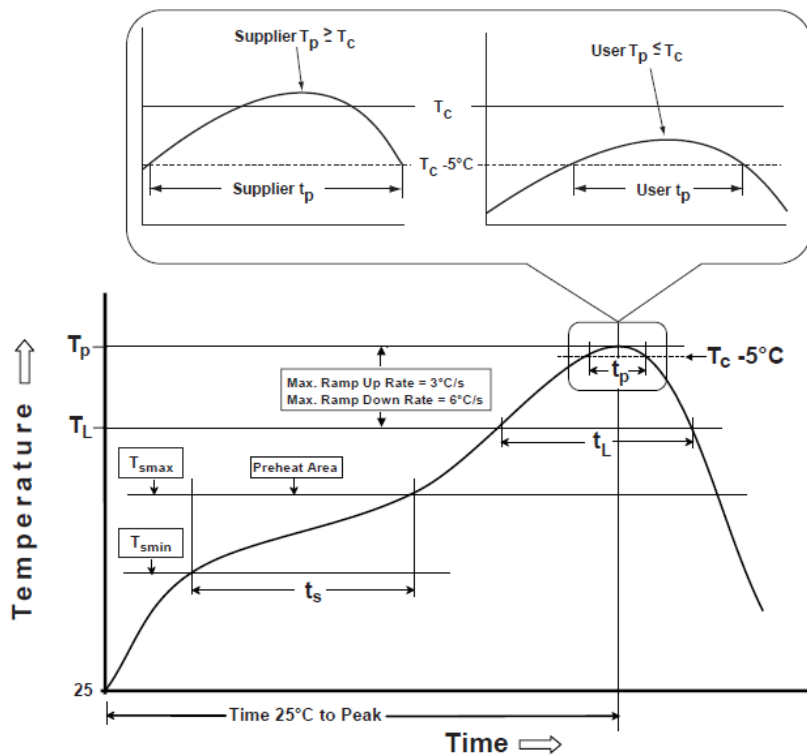 Supplier Tp ≥ Tc
User Tp ≤ Tc
Tc
Tc -5°C
Supplier tp
User tp
Tp
Tc -5°C
tp
Max. Ramp Up Rate = 3°C/s
Max. Ramp Down Rate = 6°C/s
TL
tL
Tsmax
Preheat Area
Tsmin
ts
Temperature
25
Time 25°C to Peak
Time